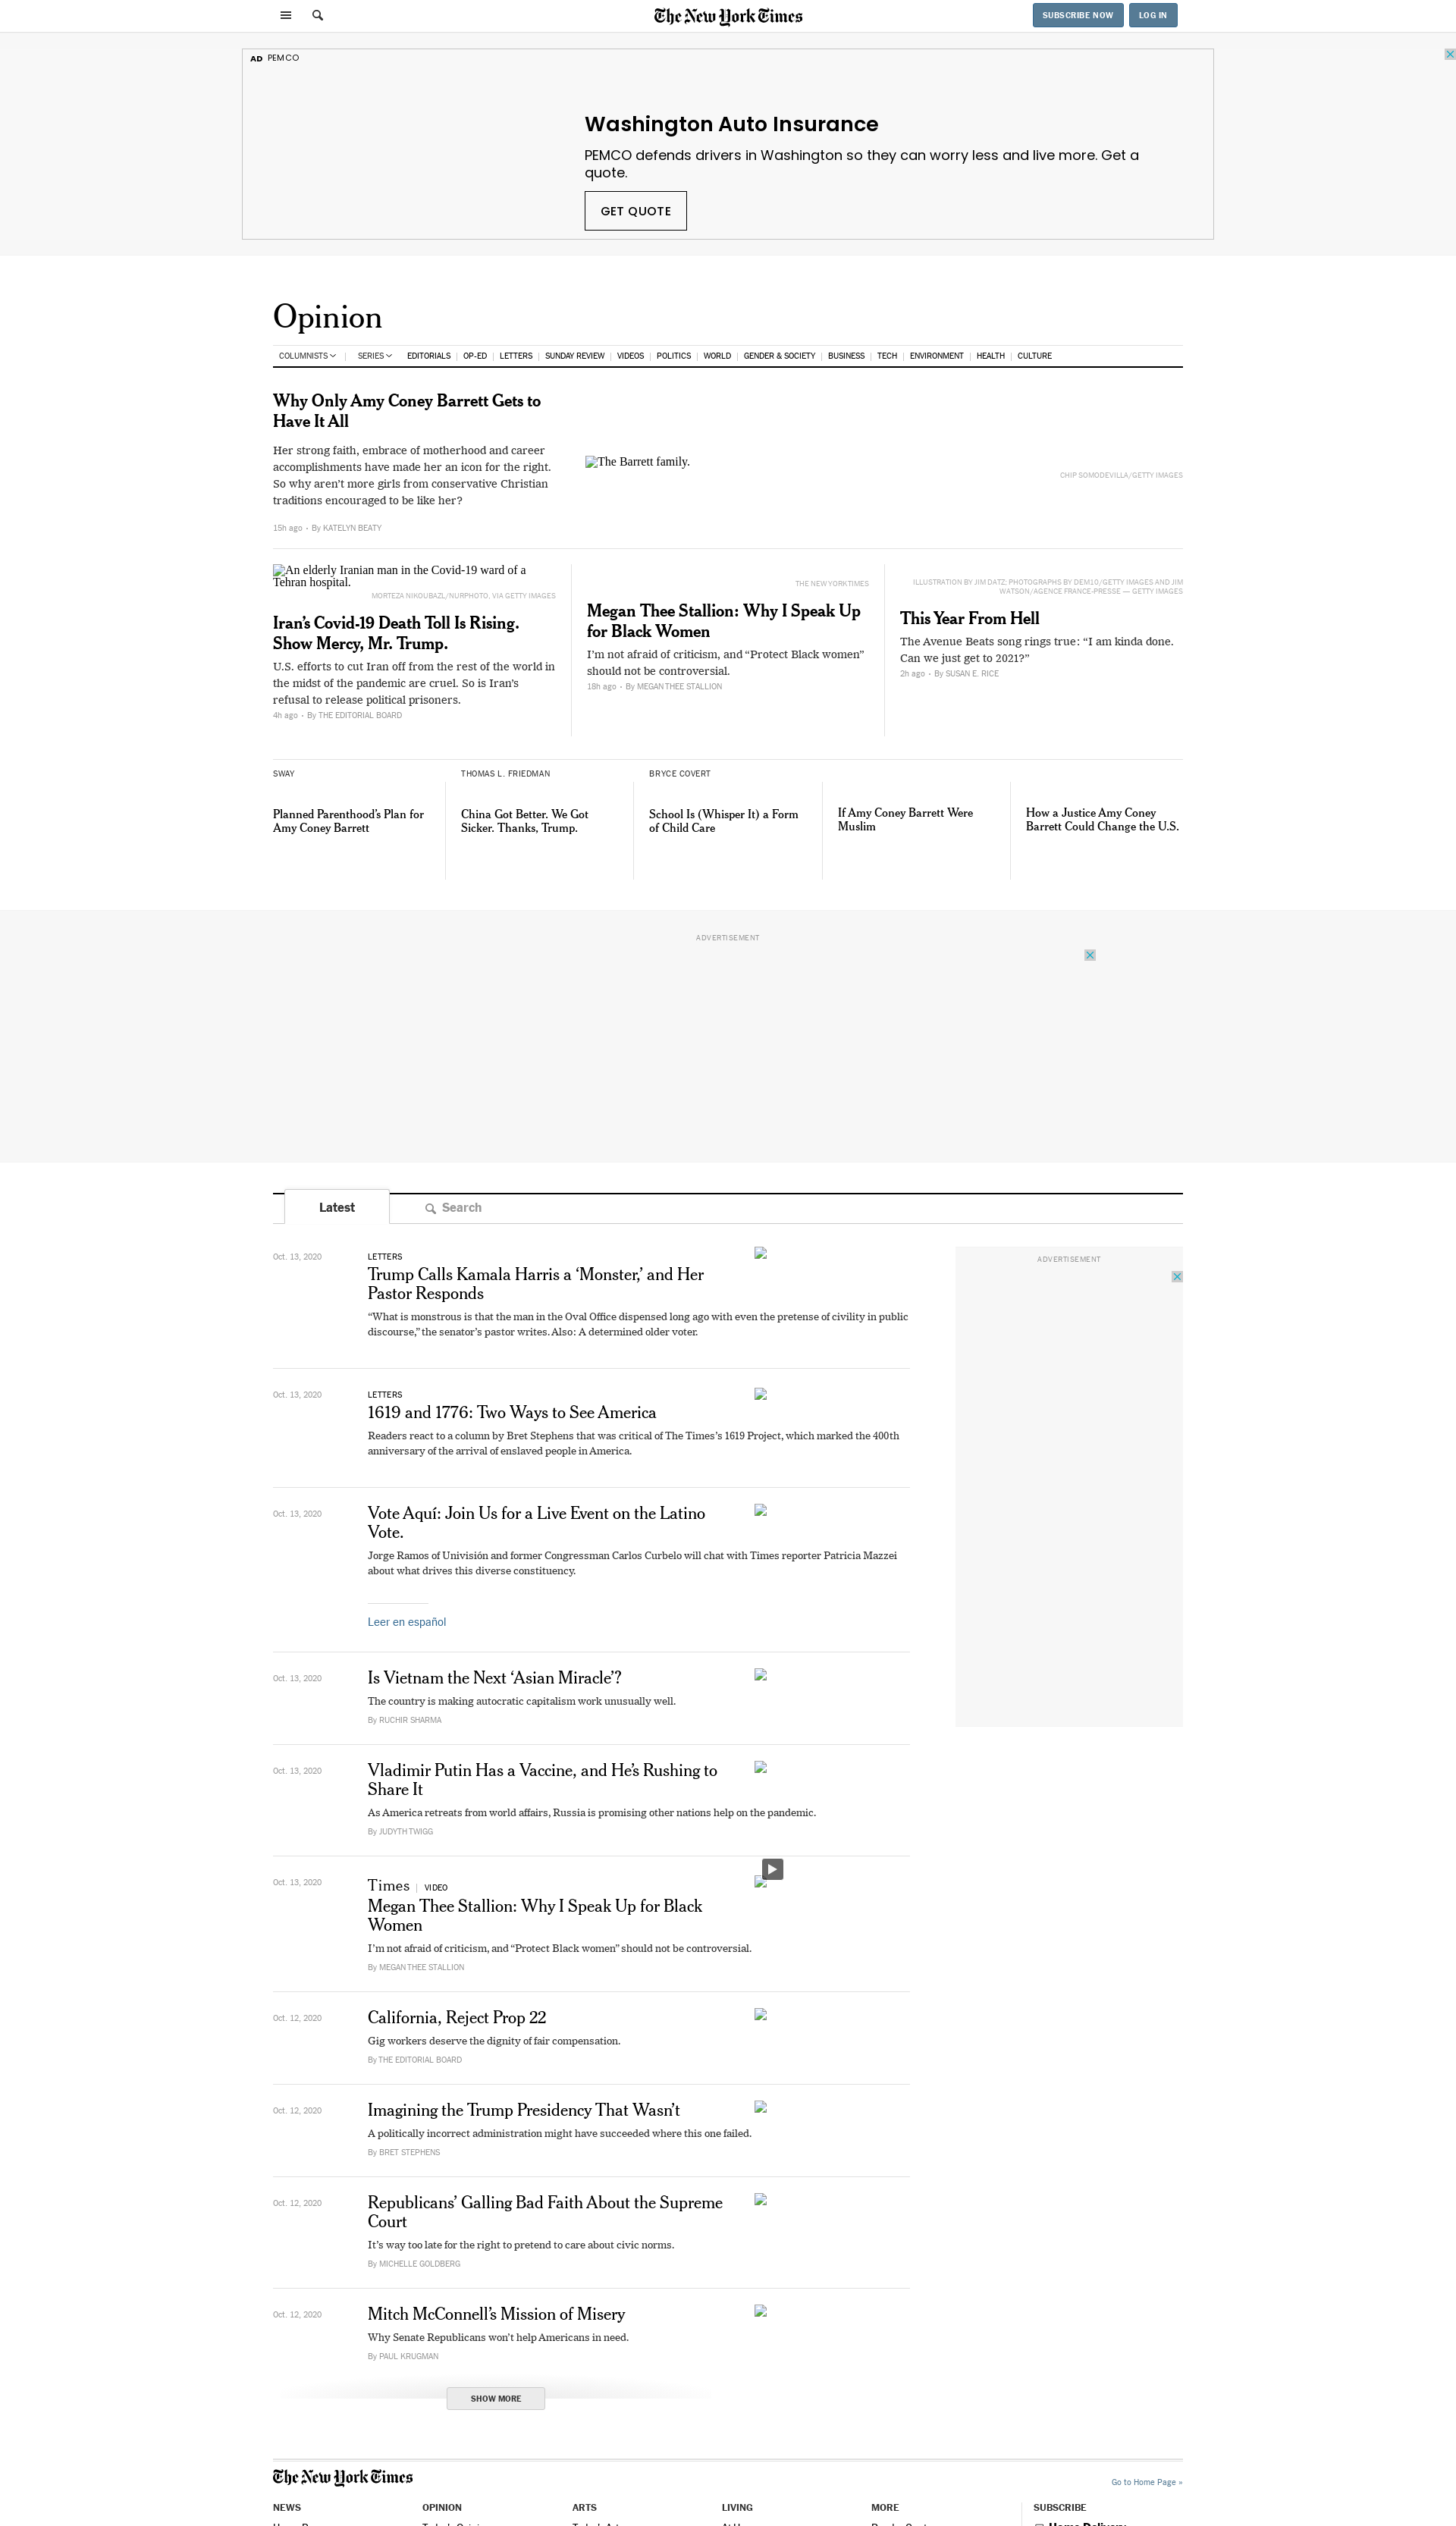 The New York Times
SUBSCRIBE NOW
LOG IN
AD PEMCO
Washington Auto Insurance
PEMCO defends drivers in Washington so they can worry less and live more. Get a
quote.
GET QUOTE
Opinion
COLUMNISTS SERIES EDITORIALS OP-ED LETTERS SUNDAY REVIEW VIDEOS POLITICS WORLD GENDER & SOCIETY BUSINESS TECH ENVIRONMENT HEALTH CULTURE
Why Only Amy Coney Barrett Gets to
Have It All
Her strong faith, embrace of motherhood and career
accomplishments have made her an icon for the right.
So why aren’t more girls from conservative Christian
traditions encouraged to be like her?
15h ago • By KATELYN BEATY
The Barrett family.
CHIP SOMODEVILLA/GETTY IMAGES
An elderly Iranian man in the Covid-19 ward of a
Tehran hospital.
MORTEZA NIKOUBAZL/NURPHOTO, VIA GETTY IMAGES
Iran’s Covid-19 Death Toll Is Rising.
Show Mercy, Mr. Trump.
U.S. efforts to cut Iran off from the rest of the world in
the midst of the pandemic are cruel. So is Iran’s
refusal to release political prisoners.
4h ago • By THE EDITORIAL BOARD
THE NEW YORK TIMES
Megan Thee Stallion: Why I Speak Up
for Black Women
I’m not afraid of criticism, and “Protect Black women”
should not be controversial.
18h ago • By MEGAN THEE STALLION
ILLUSTRATION BY JIM DATZ; PHOTOGRAPHS BY DEM10/GETTY IMAGES AND JIM
WATSON/AGENCE FRANCE-PRESSE — GETTY IMAGES
This Year From Hell
The Avenue Beats song rings true: “I am kinda done.
Can we just get to 2021?”
2h ago • By SUSAN E. RICE
SWAY
Planned Parenthood’s Plan for
Amy Coney Barrett
THOMAS L. FRIEDMAN
China Got Better. We Got
Sicker. Thanks, Trump.
BRYCE COVERT
School Is (Whisper It) a Form
of Child Care
If Amy Coney Barrett Were
Muslim
How a Justice Amy Coney
Barrett Could Change the U.S.
ADVERTISEMENT
Latest
Search
Oct. 13, 2020
LETTERS
Trump Calls Kamala Harris a ‘Monster,’ and Her
Pastor Responds
“What is monstrous is that the man in the Oval Office dispensed long ago with even the pretense of civility in public
discourse,” the senator’s pastor writes. Also: A determined older voter.
ADVERTISEMENT
Oct. 13, 2020
LETTERS
1619 and 1776: Two Ways to See America
Readers react to a column by Bret Stephens that was critical of The Times’s 1619 Project, which marked the 400th
anniversary of the arrival of enslaved people in America.
Oct. 13, 2020
Vote Aquí: Join Us for a Live Event on the Latino
Vote.
Jorge Ramos of Univisión and former Congressman Carlos Curbelo will chat with Times reporter Patricia Mazzei
about what drives this diverse constituency.
Leer en español
Oct. 13, 2020
Is Vietnam the Next ‘Asian Miracle’?
The country is making autocratic capitalism work unusually well.
By RUCHIR SHARMA
Oct. 13, 2020
Vladimir Putin Has a Vaccine, and He’s Rushing to
Share It
As America retreats from world affairs, Russia is promising other nations help on the pandemic.
By JUDYTH TWIGG
Oct. 13, 2020
Times | VIDEO
Megan Thee Stallion: Why I Speak Up for Black
Women
I’m not afraid of criticism, and “Protect Black women” should not be controversial.
By MEGAN THEE STALLION
Oct. 12, 2020
California, Reject Prop 22
Gig workers deserve the dignity of fair compensation.
By THE EDITORIAL BOARD
Oct. 12, 2020
Imagining the Trump Presidency That Wasn’t
A politically incorrect administration might have succeeded where this one failed.
By BRET STEPHENS
Oct. 12, 2020
Republicans’ Galling Bad Faith About the Supreme
Court
It’s way too late for the right to pretend to care about civic norms.
By MICHELLE GOLDBERG
Oct. 12, 2020
Mitch McConnell’s Mission of Misery
Why Senate Republicans won’t help Americans in need.
By PAUL KRUGMAN
SHOW MORE
The New York Times
Go to Home Page »
NEWS OPINION ARTS LIVING MORE SUBSCRIBE